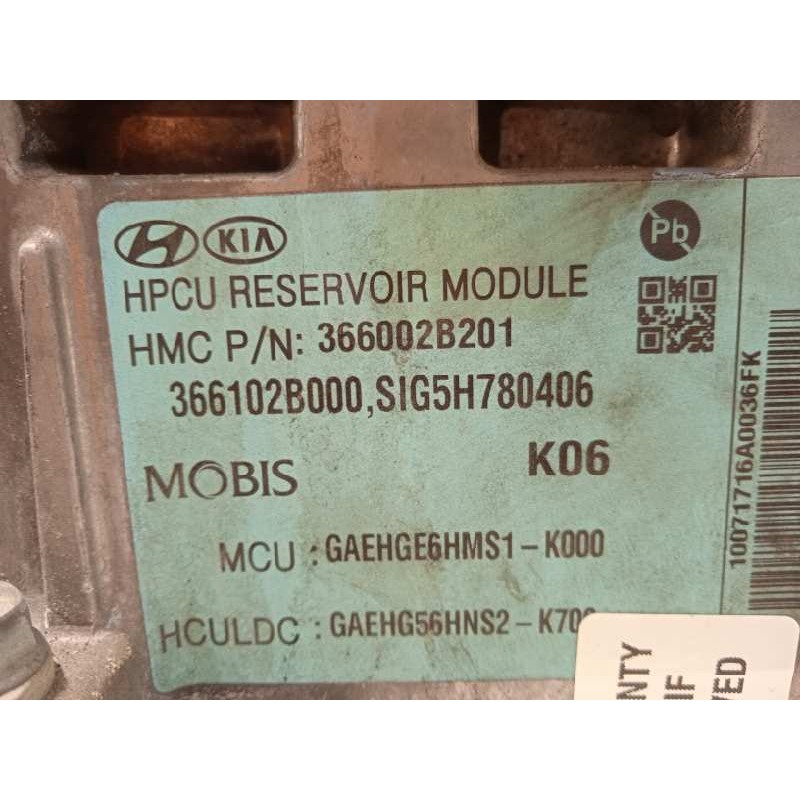 KIA
Pb
HPCU RESERVOIR MODULE
HMC P/N: 366002B201
366102B000,SIG5H780406
MOBIS
K06
MCU : GAEHGE6HMS1-K000
HCULDC : GAEHG56HNS2-K70
10071716A0036FK
NTY
IF
VED